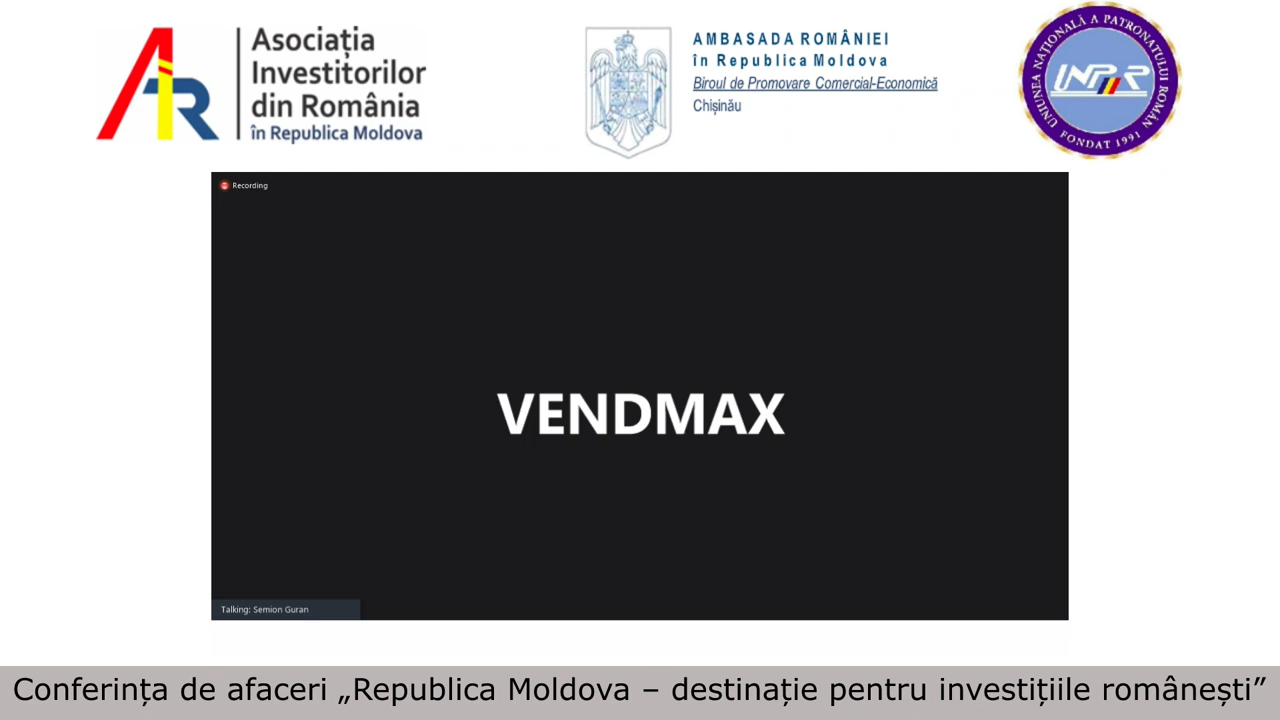 Asociația
Investitorilor
din România
în Republica Moldova
AMBASADA ROMÂNIEI
în Republica Moldova
Biroul de Promovare Comercial-Economică
Chișinău
UNIUNEA NAȚIONALĂ A PATRONATULUI ROMÂN
UNPR
FONDAT 1991
Recording
VENDMAX
Talking: Semion Guran
Conferința de afaceri „Republica Moldova – destinație pentru investițiile românești”